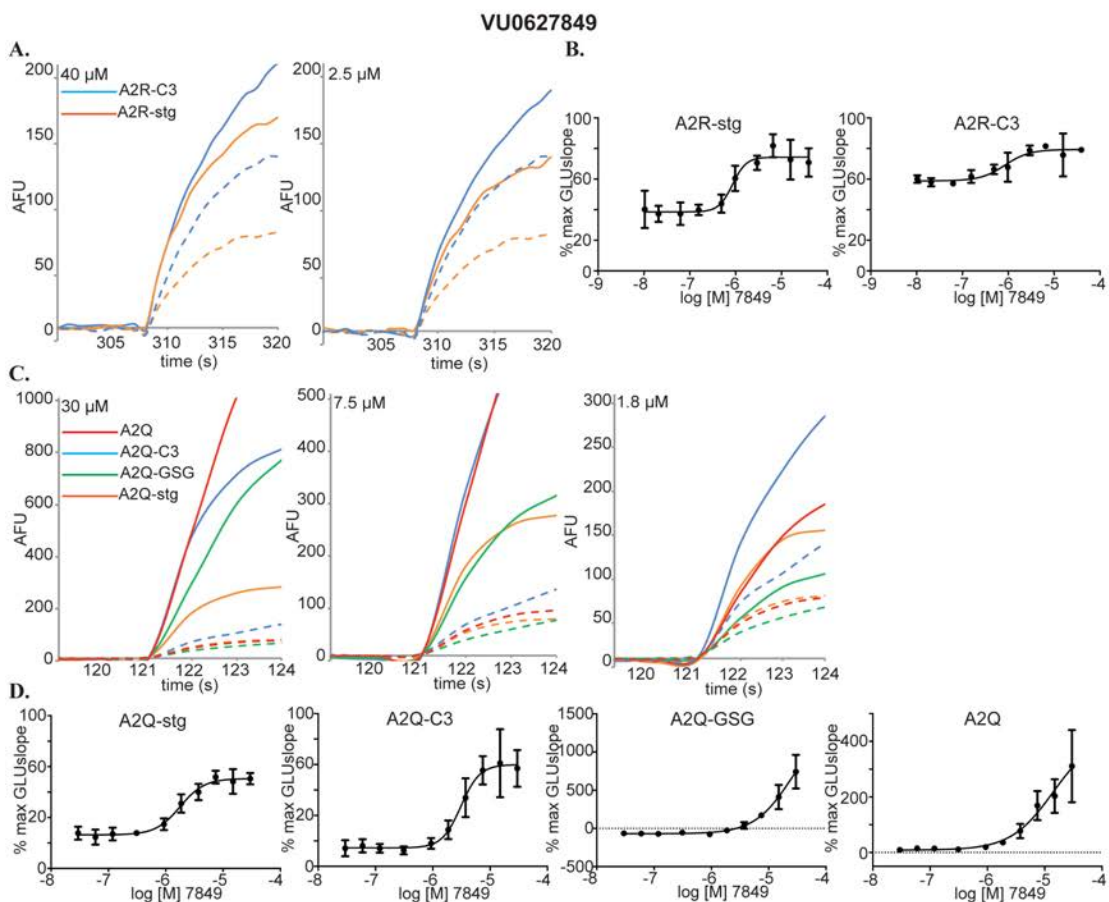 VU0627849
A.
40 µM
A2R-C3
A2R-stg
200
150
100
50
0
AFU
305 310 315 320
time (s)
2.5 µM
200
150
100
50
0
AFU
305 310 315 320
time (s)
B.
A2R-stg
100
80
60
40
20
0
% max GLUslope
-9 -8 -7 -6 -5 -4
log [M] 7849
A2R-C3
100
80
60
40
20
0
% max GLUslope
-9 -8 -7 -6 -5 -4
log [M] 7849
C.
30 µM
A2Q
A2Q-C3
A2Q-GSG
A2Q-stg
1000
800
600
400
200
0
AFU
120 121 122 123 124
time (s)
7.5 µM
500
400
300
200
100
0
AFU
120 121 122 123 124
time (s)
1.8 µM
300
250
200
150
100
50
0
AFU
120 121 122 123 124
time (s)
D.
A2Q-stg
100
60
20
0
% max GLUslope
-8 -7 -6 -5 -4
log [M] 7849
A2Q-C3
100
60
20
0
% max GLUslope
-8 -7 -6 -5 -4
log [M] 7849
A2Q-GSG
1500
1000
500
0
-500
% max GLUslope
-8 -7 -6 -5 -4
log [M] 7849
A2Q
400
200
0
% max GLUslope
-8 -7 -6 -5 -4
log [M] 7849